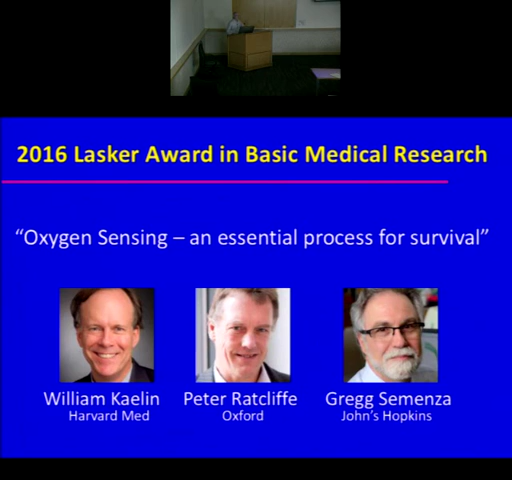 2016 Lasker Award in Basic Medical Research
“Oxygen Sensing – an essential process for survival”
William Kaelin Peter Ratcliffe Gregg Semenza
Harvard Med Oxford John’s Hopkins